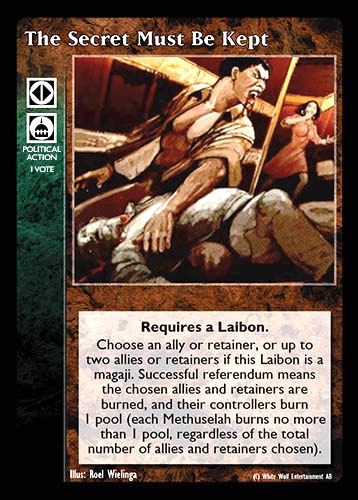 The Secret Must Be Kept
POLITICAL
ACTION
1 VOTE
Requires a Laibon.
Choose an ally or retainer, or up to
two allies or retainers if this Laibon is a
magaji. Successful referendum means
the chosen allies and retainers are
burned, and their controllers burn
1 pool (each Methuselah burns no more
than 1 pool, regardless of the total
number of allies and retainers chosen).
Illus: Roel Wielinga
(C) White Wolf Entertainment AB